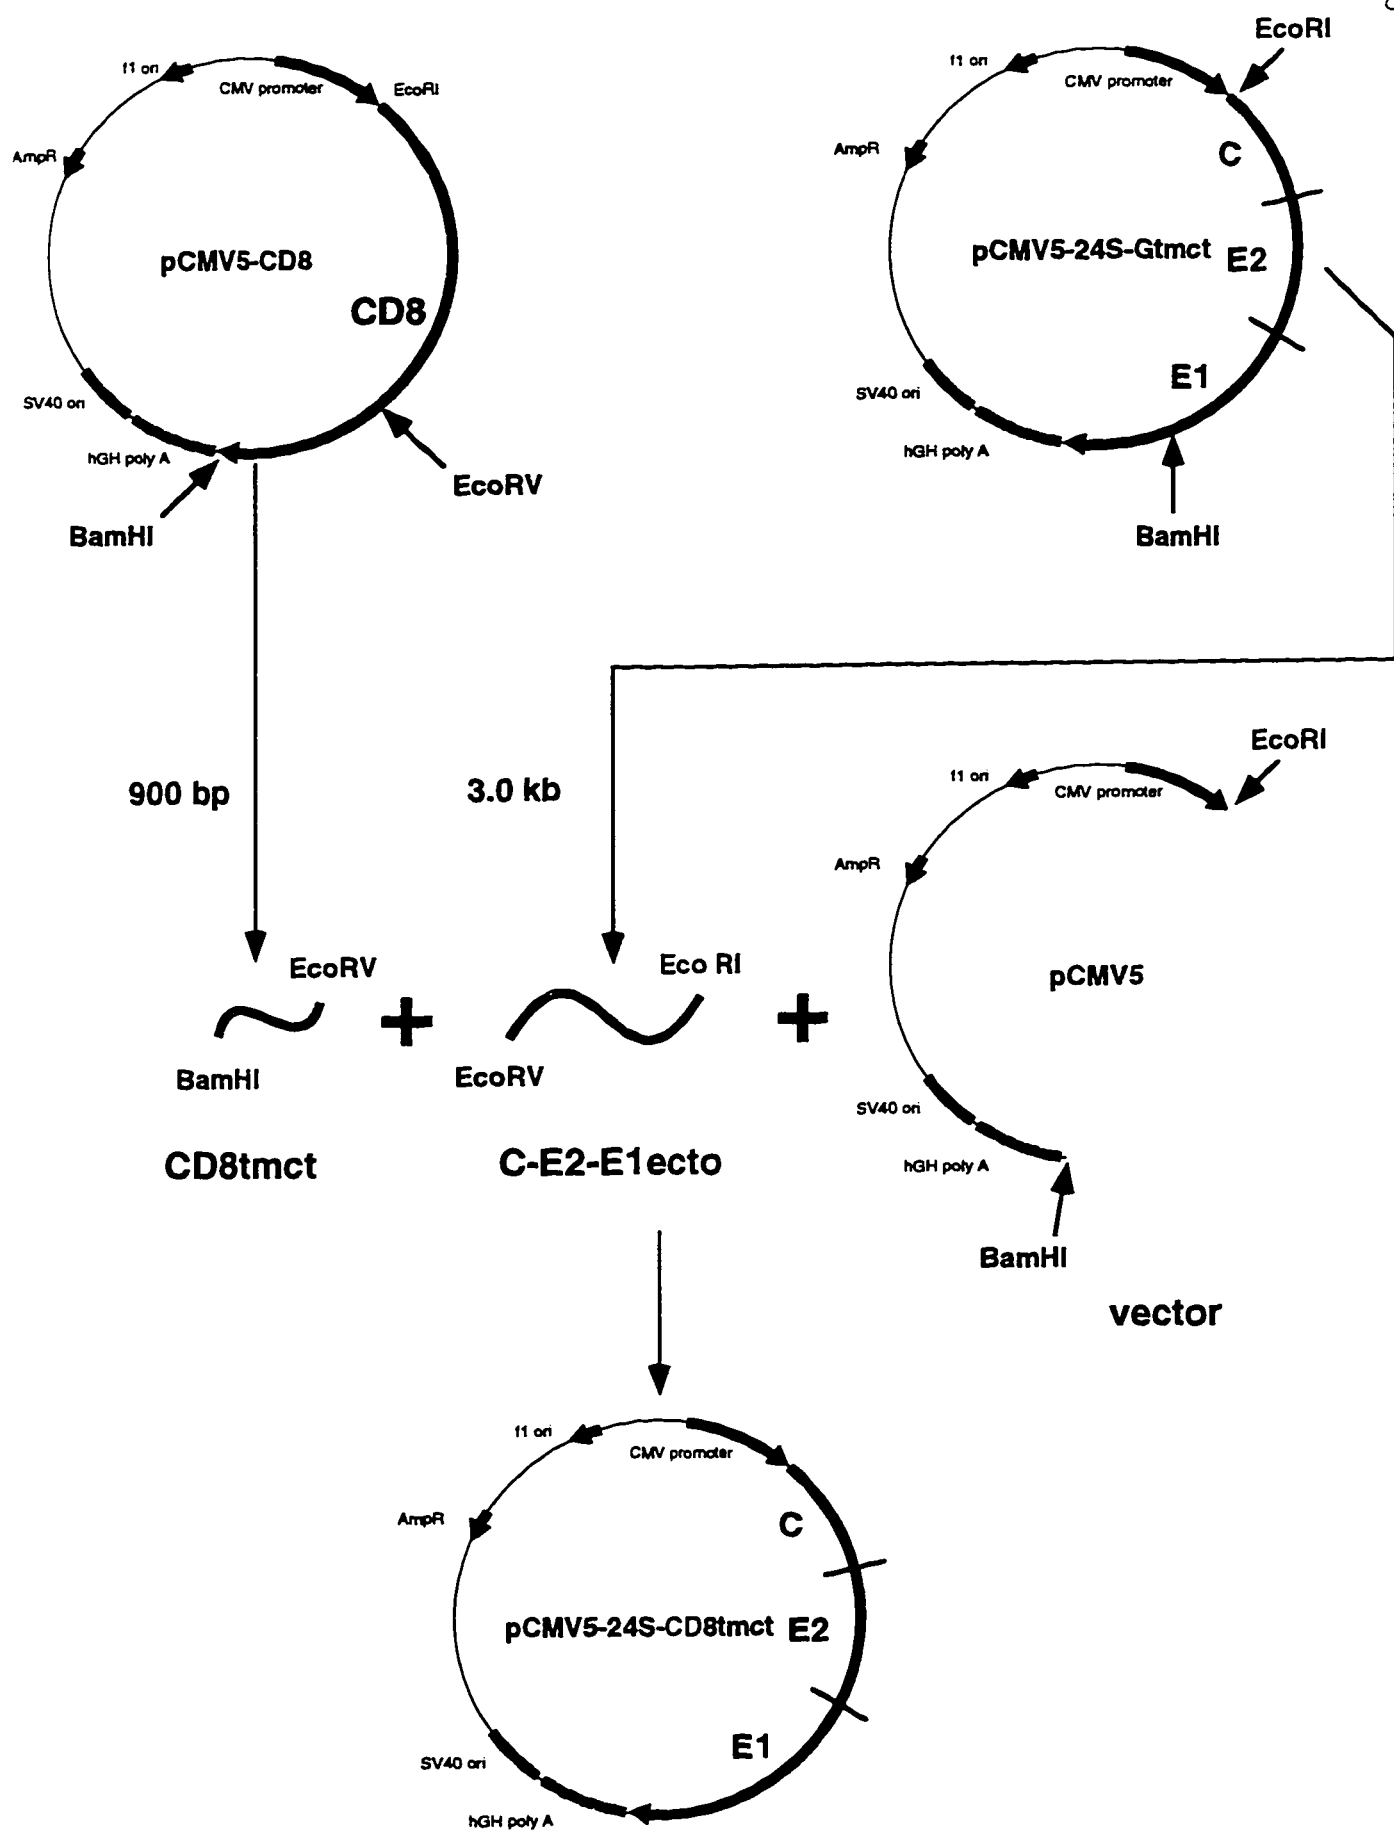 EcoRI
f1 ori
CMV promoter
EcoRI
AmpR
pCMV5-CD8
CD8
SV40 ori
hGH poly A
EcoRV
BamHI
f1 ori
CMV promoter
C
AmpR
pCMV5-24S-Gtmct
E2
E1
SV40 ori
hGH poly A
BamHI
900 bp
3.0 kb
EcoRI
f1 ori
CMV promoter
AmpR
pCMV5
SV40 ori
hGH poly A
BamHI
vector
EcoRV
+
Eco RI
+
BamHI
EcoRV
CD8tmct
C-E2-E1ecto
f1 ori
CMV promoter
C
AmpR
pCMV5-24S-CD8tmct
E2
E1
SV40 ori
hGH poly A